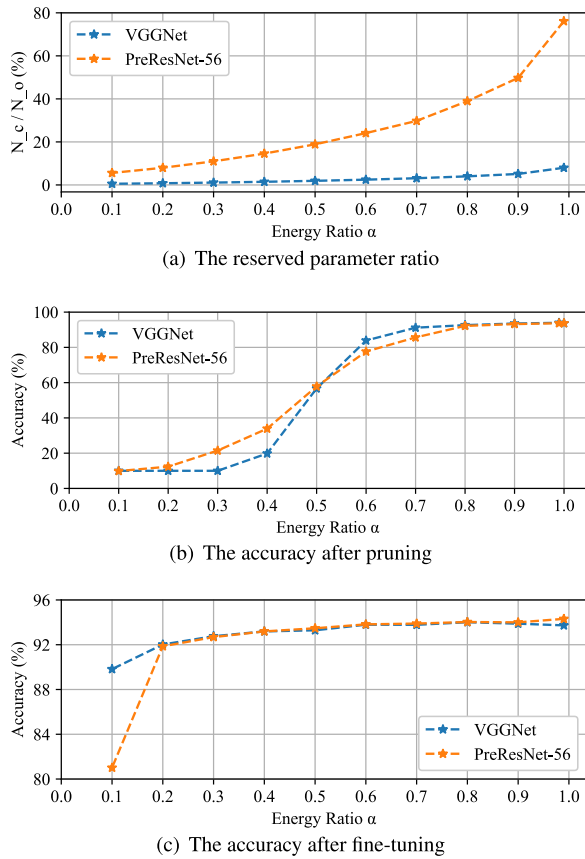 80
60
40
20
0
N_c / N_o (%)
VGGNet
PreResNet-56
0.0 0.1 0.2 0.3 0.4 0.5 0.6 0.7 0.8 0.9 1.0
Energy Ratio α
(a) The reserved parameter ratio
100
80
60
40
20
0
Accuracy (%)
VGGNet
PreResNet-56
0.0 0.1 0.2 0.3 0.4 0.5 0.6 0.7 0.8 0.9 1.0
Energy Ratio α
(b) The accuracy after pruning
96
92
88
84
80
Accuracy (%)
VGGNet
PreResNet-56
0.0 0.1 0.2 0.3 0.4 0.5 0.6 0.7 0.8 0.9 1.0
Energy Ratio α
(c) The accuracy after fine-tuning